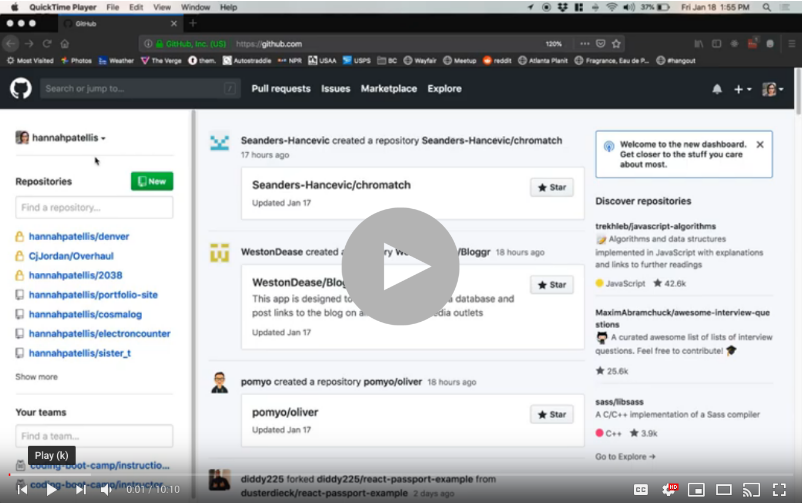 QuickTime Player File Edit View Window Help 37% Fri Jan 18 1:55 PM
GitHub
GitHub, Inc. (US) https://github.com 120%
Most Visited Photos Weather The Verge them. Autostraddle NPR USAA USPS BC Wayfair Meetup reddit Atlanta Planit Fragrance, Eau de P... #hangout
Search or jump to... / Pull requests Issues Marketplace Explore
hannahpatellis
Repositories New
Find a repository...
hannahpatellis/denver
CjJordan/Overhaul
hannahpatellis/2038
hannahpatellis/portfolio-site
hannahpatellis/cosmalog
hannahpatellis/electroncounter
hannahpatellis/sister_t
Show more
Your teams
Find a team...
coding-boot-camp/instructio...
coding-boot-camp/instructor...
Seanders-Hancevic created a repository Seanders-Hancevic/chromatch
17 hours ago
Seanders-Hancevic/chromatch Star
Updated Jan 17
WestonDease created a repository /Bloggr 18 hours ago
WestonDease/Blog Star
This app is designed to a database and
post links to the blog on edia outlets
Updated Jan 17
pomyo created a repository pomyo/oliver 18 hours ago
pomyo/oliver Star
Updated Jan 17
diddy225 forked diddy225/react-passport-example from
dusterdieck/react-passport-example 2 days ago
Welcome to the new dashboard.
Get closer to the stuff you care
about most.
Discover repositories
trekhleb/javascript-algorithms
Algorithms and data structures
implemented in JavaScript with explanations
and links to further readings
JavaScript 42.6k
MaximAbramchuck/awesome-interview-que
stions
A curated awesome list of lists of interview
questions. Feel free to contribute!
25.6k
sass/libsass
A C/C++ implementation of a Sass compiler
C++ 3.9k
Go to Explore →
Play (k)
0:01 / 10:10 CC HD